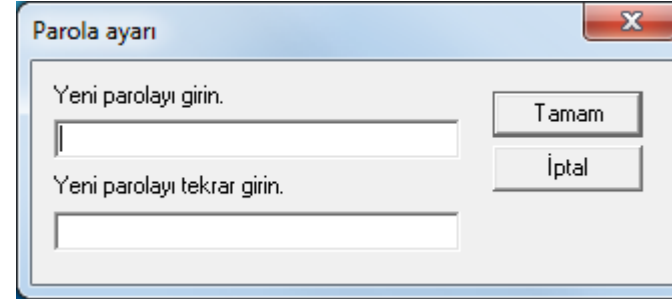 Parola ayarı
Yeni parolayı girin.
Tamam
İptal
Yeni parolayı tekrar girin.